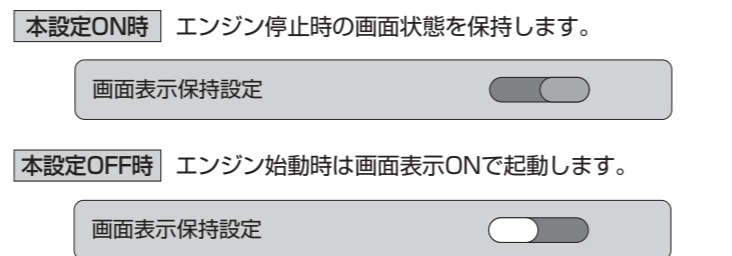 本設定ON時 エンジン停止時の画面状態を保持します。
画面表示保持設定
本設定OFF時 エンジン始動時は画面表示ONで起動します。
画面表示保持設定